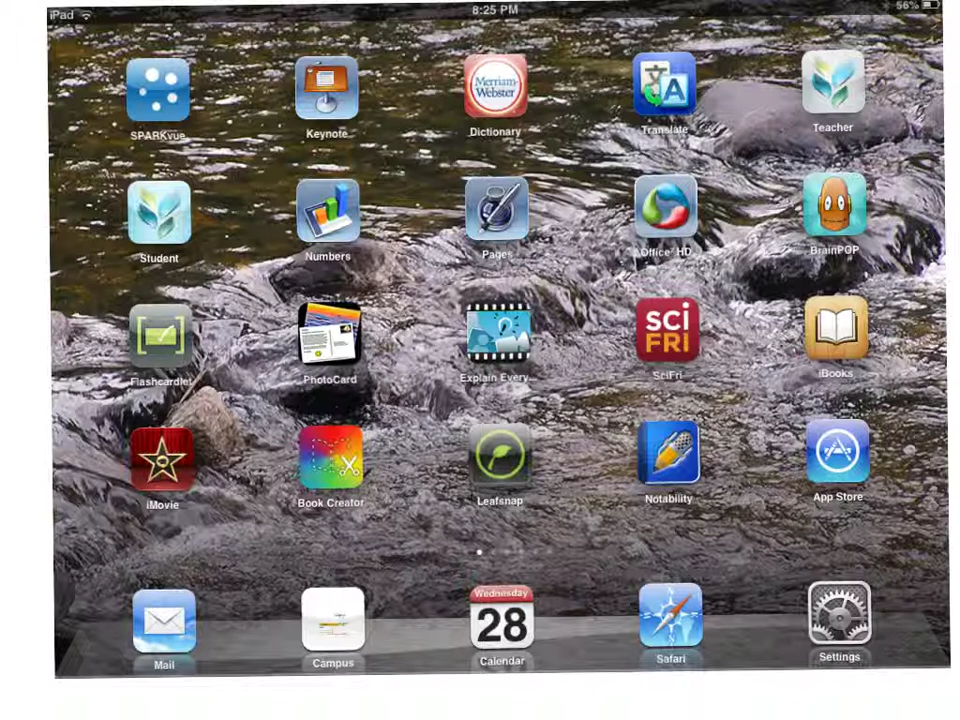 iPad
8:25 PM
56%
SPARKvue
Keynote
Merriam-
Webster
Dictionary
文 A
Translate
Teacher
Student
Numbers
Pages
Office² HD
BrainPOP
Flashcardlet
PhotoCard
Explain Every...
SCI
FRI
SciFri
iBooks
iMovie
Book Creator
Leafsnap
Notability
App Store
Mail
Campus
Wednesday
28
Calendar
Safari
Settings